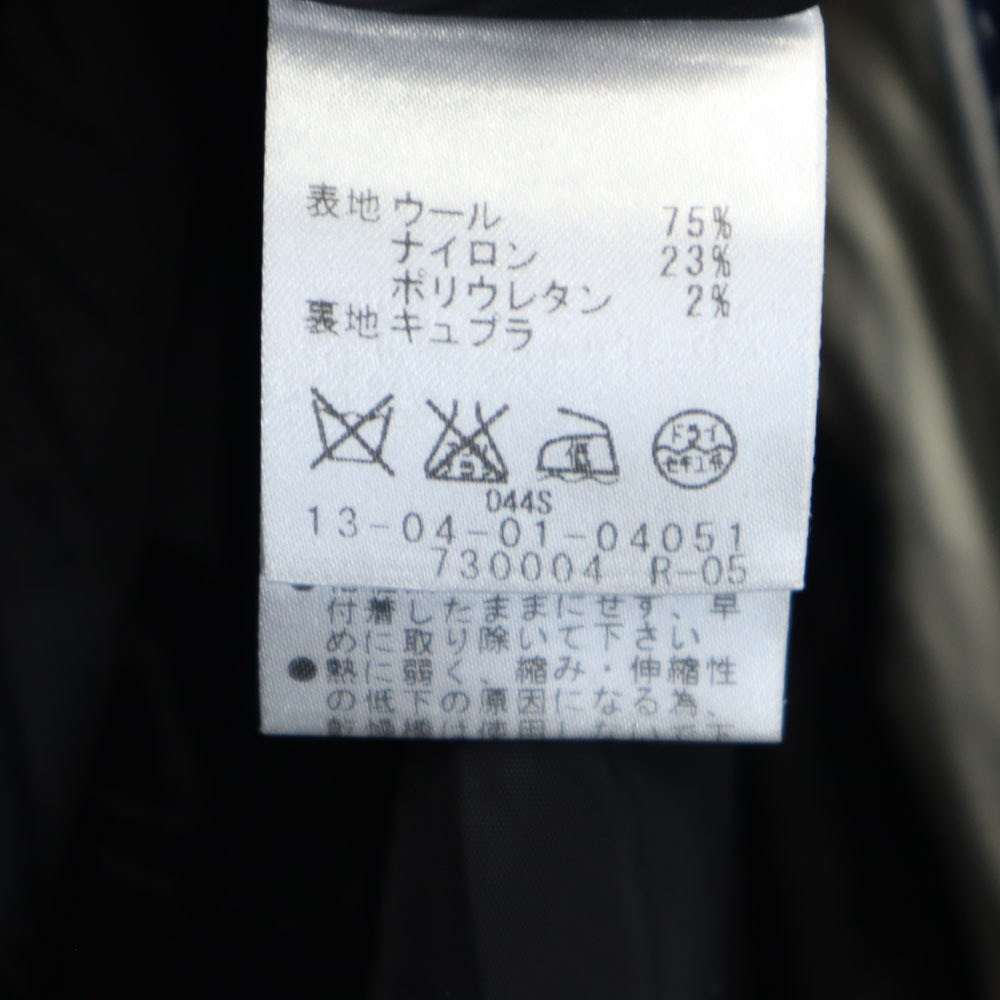 表地 ウール 75%
ナイロン 23%
ポリウレタン 2%
裏地 キュプラ
低
ドライ
セキユ系
044S
13-04-01-04051
730004 R-05
付着したままにせず、早
めに取り除いて下さい
●熱に弱く、縮み・伸縮性
の低下の原因になる為、